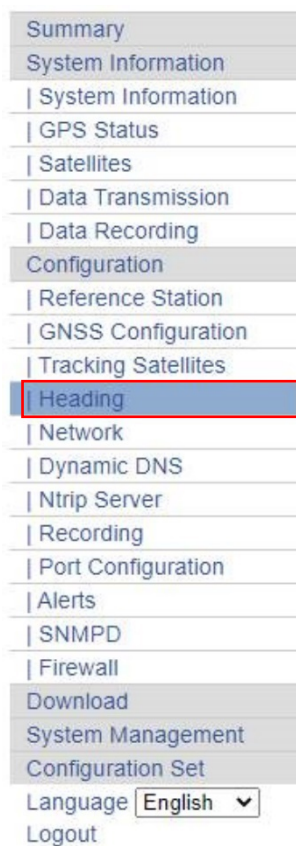 Summary
System Information
| System Information
| GPS Status
| Satellites
| Data Transmission
| Data Recording
Configuration
| Reference Station
| GNSS Configuration
| Tracking Satellites
| Heading
| Network
| Dynamic DNS
| Ntrip Server
| Recording
| Port Configuration
| Alerts
| SNMPD
| Firewall
Download
System Management
Configuration Set
Language English
Logout